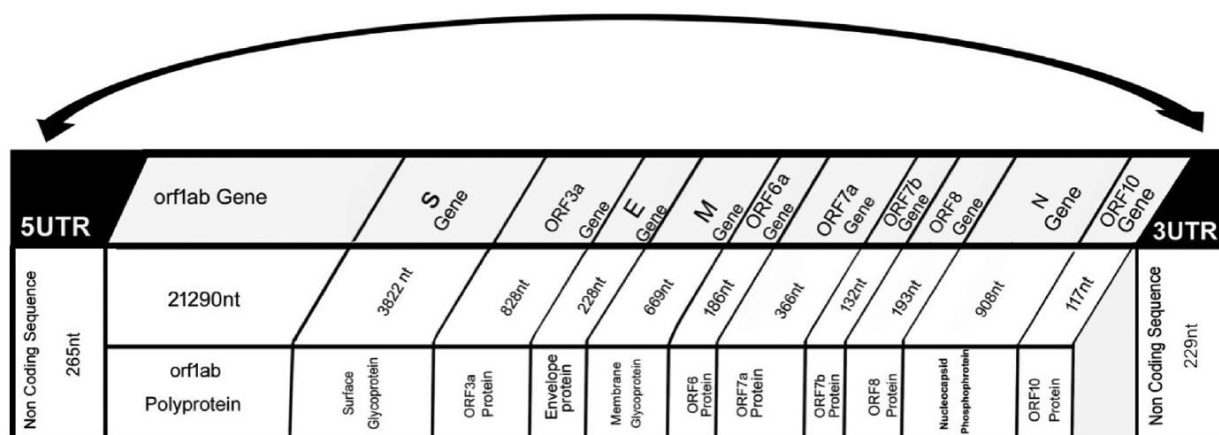 5UTR
orf1ab Gene
S
Gene
ORF3a
Gene
E
Gene
M
Gene
ORF6a
Gene
ORF7a
Gene
ORF7b
Gene
ORF8
Gene
N
Gene
ORF10
Gene
3UTR
Non Coding Sequence
265nt
21290nt
3822 nt
828nt
228nt
669nt
186nt
366nt
132nt
193nt
908nt
117nt
Non Coding Sequence
229nt
orf1ab
Polyprotein
Surface
Glycoprotein
ORF3a
Protein
Envelope
protein
Membrane
Glycoprotein
ORF6
Protein
ORF7a
Protein
ORF7b
Protein
ORF8
Protein
Nucleocapsid
Phosphophrotein
ORF10
Protein